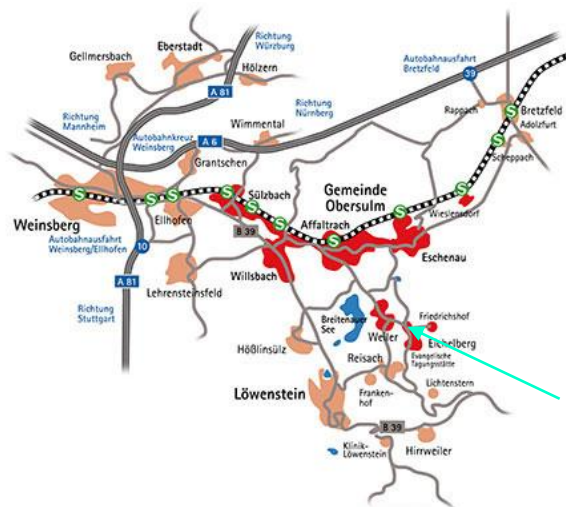 Richtung
Würzburg
Eberstadt
Gellmersbach
Hölzern
A 81
Autobahnausfahrt
Bretzfeld
39
Richtung
Mannheim
Richtung
Nürnberg
Rappach
Bretzfeld
Adolzfurt
Autobahnkreuz
Weinsberg
A 6
Wimmental
Grantschen
Scheppach
S
S
S
S
S
S
S
S
S
S
Sülzbach
Gemeinde
Obersulm
Wieslensdorf
Weinsberg
Ellhofen
Affaltrach
B 39
Autobahnausfahrt
Weinsberg/Ellhofen
10
Eschenau
Willsbach
A 81
Lehrensteinsfeld
Richtung
Stuttgart
Breitenauer
See
Friedrichshof
Weiler
Eichelberg
Hößlinsülz
Evangelische
Tagungsstätte
Reisach
Löwenstein
Franken-
hof
Lichtenstern
B 39
Klinik-
Löwenstein
Hirrweiler